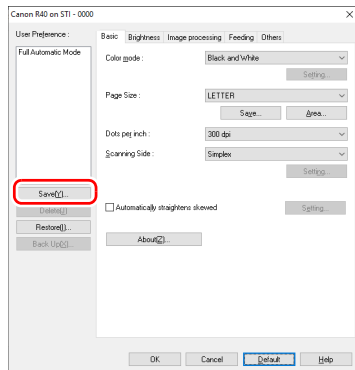 Canon R40 on STI - 0000
User Preference :
Full Automatic Mode
Save(Y)...
Delete(J)
Restore(I)...
Back Up(X)...
Basic Brightness Image processing Feeding Others
Color mode : Black and White
Setting...
Page Size : LETTER
Save... Area...
Dots per inch : 300 dpi
Scanning Side : Simplex
Setting...
Automatically straightens skewed Setting...
About(Z)...
OK Cancel Default Help